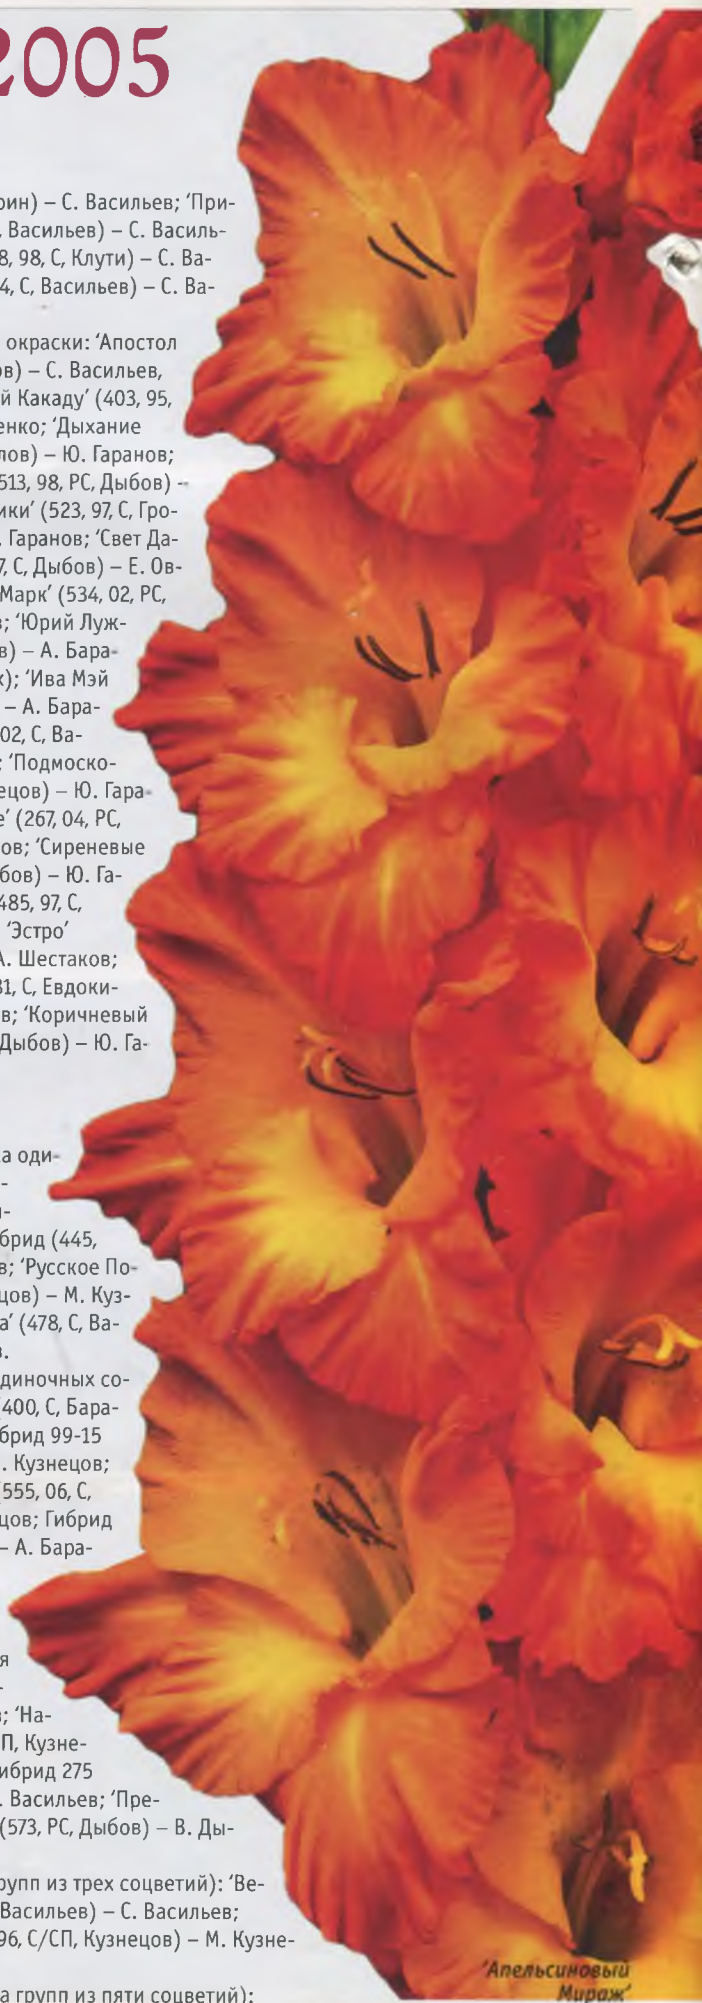 2005
рин) – С. Васильев; ‘При-
, Васильев) – С. Василь-
8, 98, С, Клути) – С. Ва-
4, С, Васильев) – С. Ва-
окраски: ‘Апостол
ов) – С. Васильев,
й Какаду’ (403, 95,
енко; ‘Дыхание
лов) – Ю. Гаранов;
513, 98, РС, Дыбов) –
ики’ (523, 97, С, Гро-
. Гаранов; ‘Свет Да-
7, С, Дыбов) – Е. Ов-
Марк’ (534, 02, РС,
в; ‘Юрий Луж-
в) – А. Бара-
к); ‘Ива Мэй
– А. Бара-
02, С, Ва-
; ‘Подмоско-
ецов) – Ю. Гара-
е’ (267, 04, РС,
ов; ‘Сиреневые
бов) – Ю. Га-
485, 97, С,
‘Эстро’
А. Шестаков;
81, С, Евдоки-
в; ‘Коричневый
Дыбов) – Ю. Га-
а оди-
-
-
брид (445,
в; ‘Русское По-
цов) – М. Куз-
а’ (478, С, Ва-
в.
диночных со-
(400, С, Бара-
брид 99-15
. Кузнецов;
(555, 06, С,
цов; Гибрид
– А. Бара-
я
-
; ‘На-
П, Кузне-
ибрид 275
. Васильев; ‘Пре-
(573, РС, Дыбов) – В. Ды-
рупп из трех соцветий): ‘Ве-
Васильев) – С. Васильев;
96, С/СП, Кузнецов) – М. Кузне-
а групп из пяти соцветий):
‘Апельсиновый
Мираж’